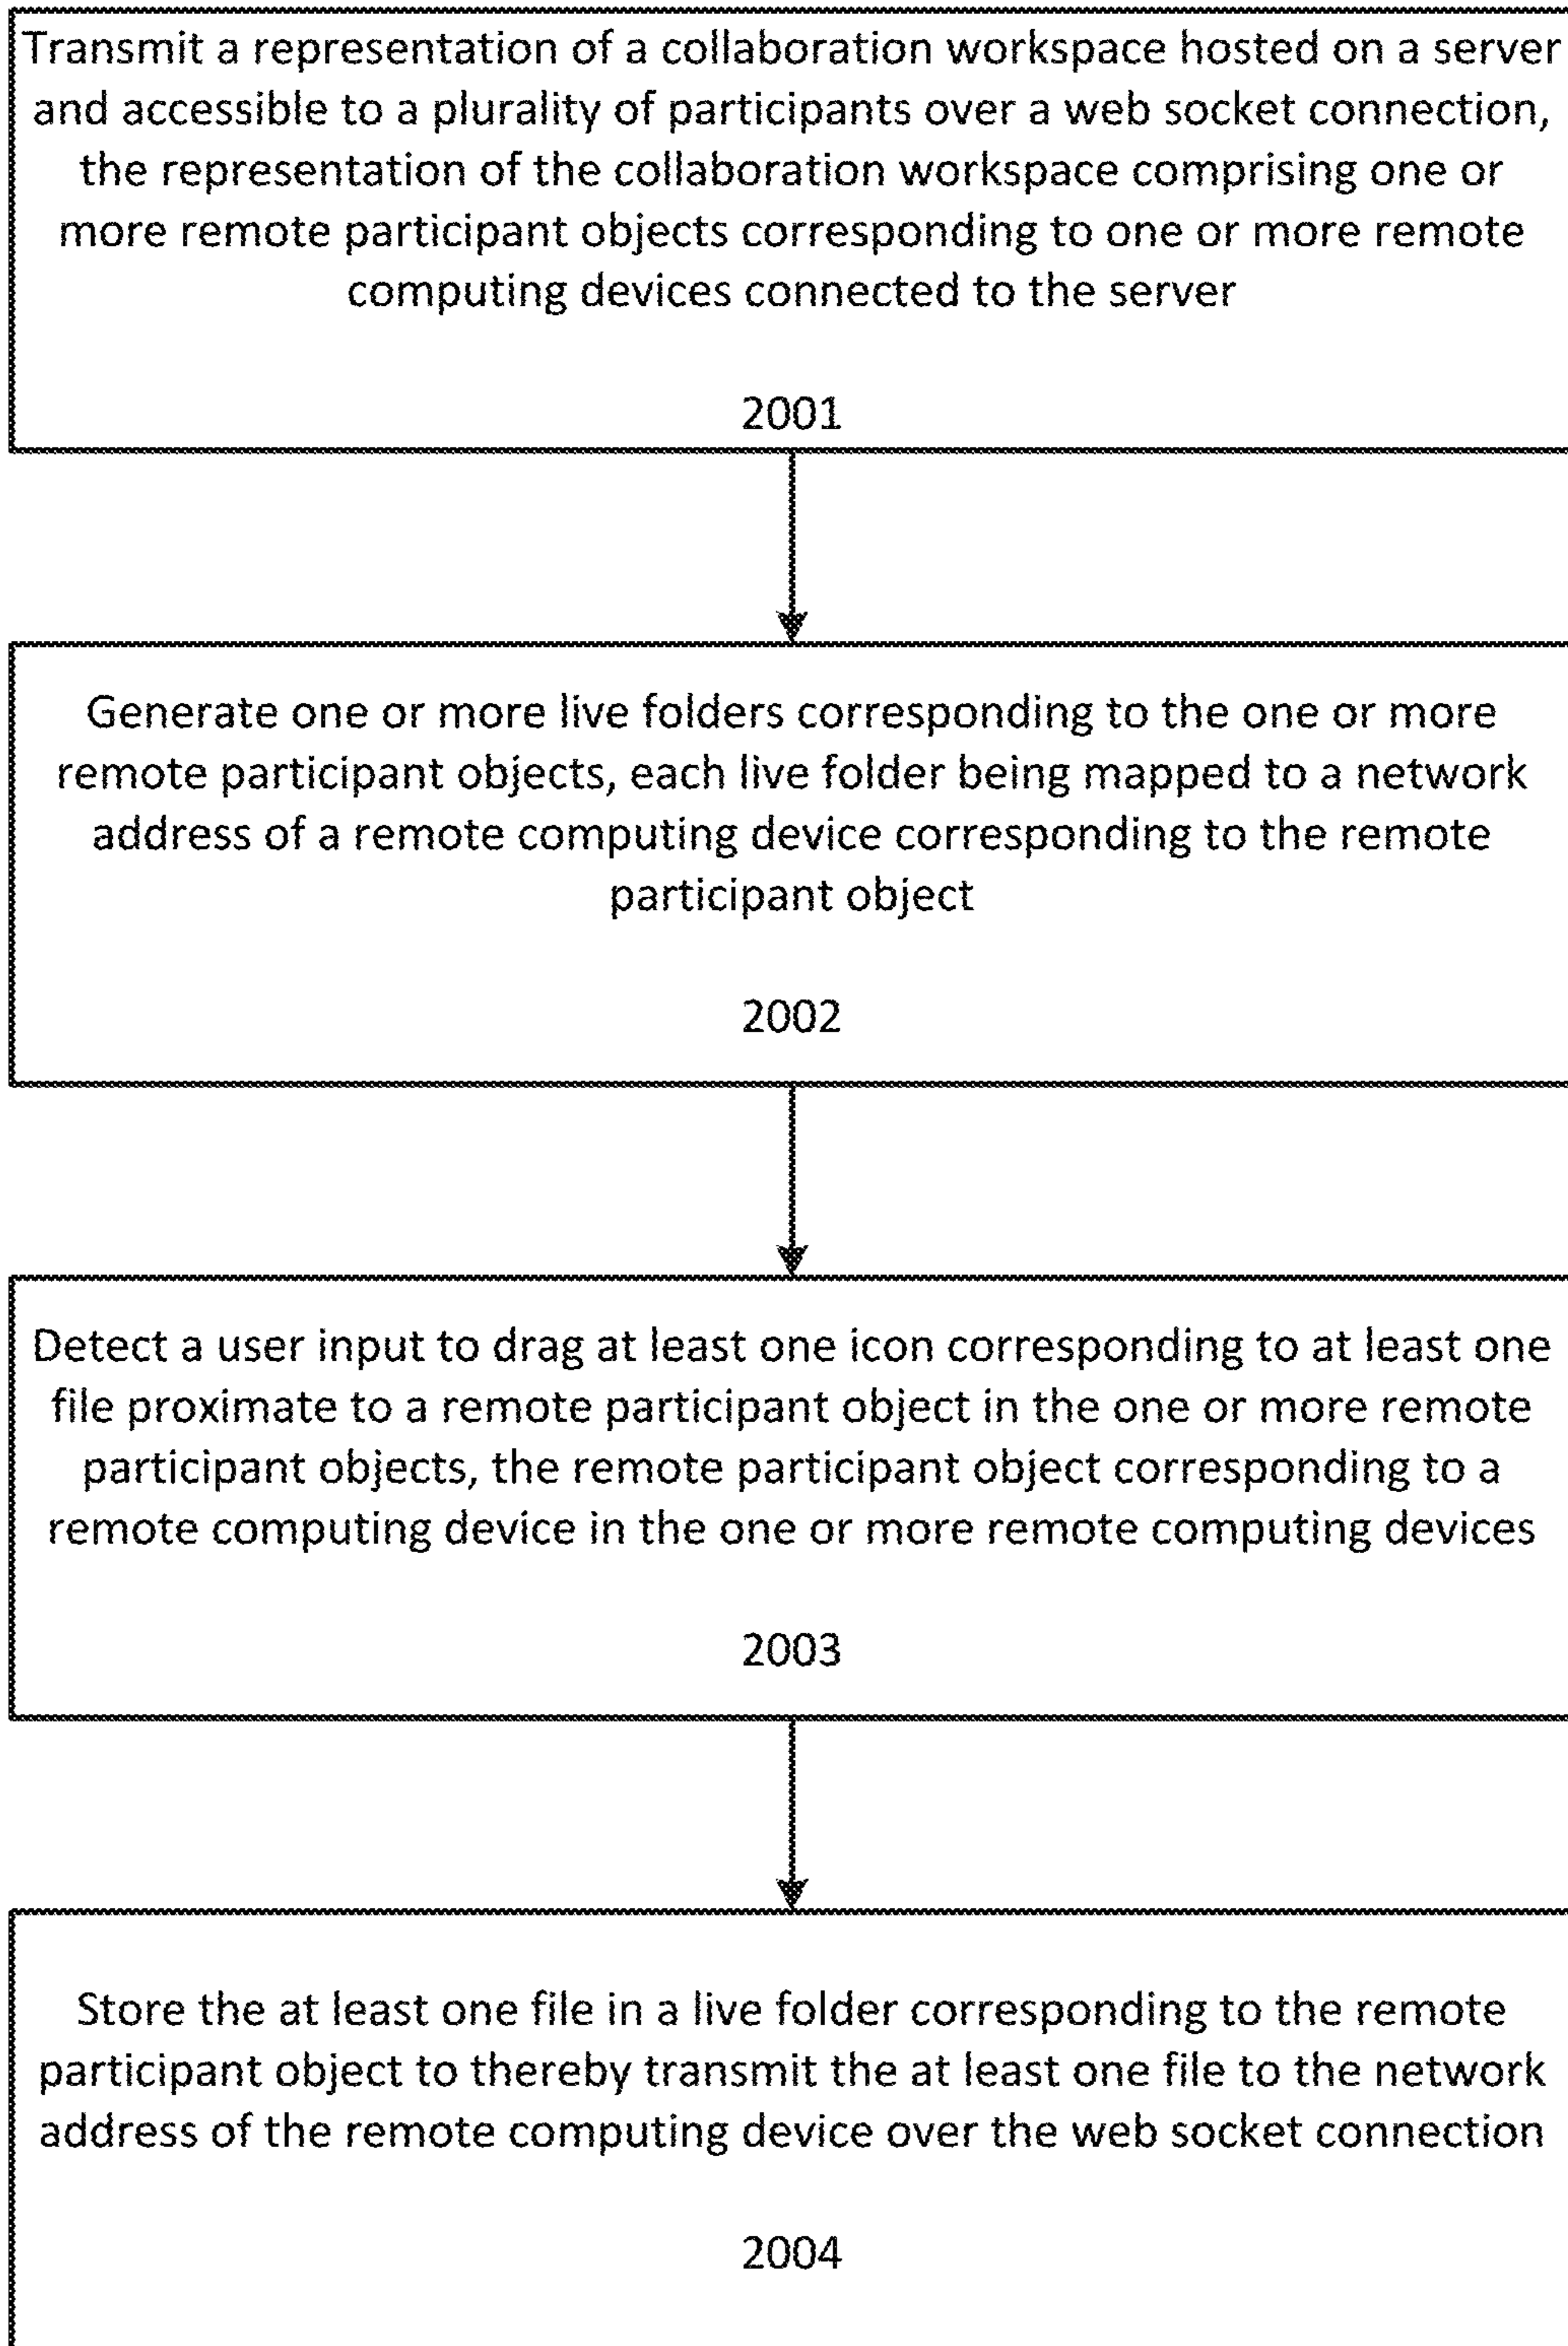 Transmit a representation of a collaboration workspace hosted on a server
and accessible to a plurality of participants over a web socket connection,
the representation of the collaboration workspace comprising one or
more remote participant objects corresponding to one or more remote
computing devices connected to the server
2001
Generate one or more live folders corresponding to the one or more
remote participant objects, each live folder being mapped to a network
address of a remote computing device corresponding to the remote
participant object
2002
Detect a user input to drag at least one icon corresponding to at least one
file proximate to a remote participant object in the one or more remote
participant objects, the remote participant object corresponding to a
remote computing device in the one or more remote computing devices
2003
Store the at least one file in a live folder corresponding to the remote
participant object to thereby transmit the at least one file to the network
address of the remote computing device over the web socket connection
2004